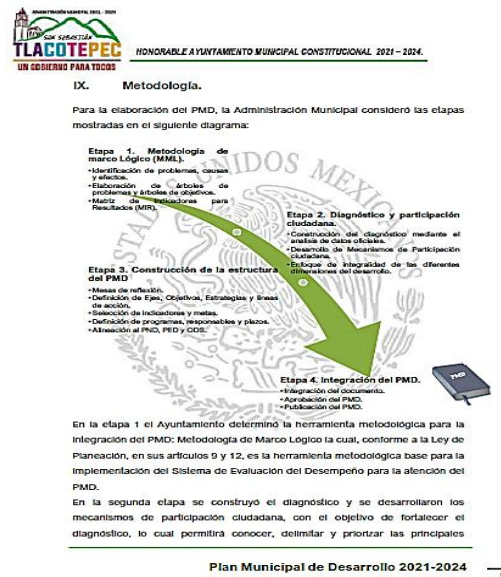 ADMINISTRACIÓN MUNICIPAL 2021 - 2024
SAN SEBASTIÁN
TLACOTEPEC
UN GOBIERNO PARA TODOS
HONORABLE AYUNTAMIENTO MUNICIPAL CONSTITUCIONAL 2021 – 2024.
IX. Metodología.
Para la elaboración del PMD, la Administración Municipal consideró las etapas
mostradas en el siguiente diagrama:
Etapa 1. Metodología de
marco Lógico (MML).
•Identificación de problemas, causas
y efectos.
•Elaboración de árboles de
problemas y árboles de objetivos.
•Matriz de Indicadores para
Resultados (MIR).
ESTADOS UNIDOS MEXICANOS
Etapa 2. Diagnóstico y participación
ciudadana.
•Construcción del diagnóstico mediante el
analisis de datos oficiales.
•Desarrollo de Mecanismos de Participación
ciudadana.
•Enfoque de integralidad de las diferentes
dimensiones del desarrollo.
Etapa 3. Construcción de la estructura
del PMD
•Mesas de reflexión.
•Definición de Ejes, Objetivos, Estrategias y líneas
de acción.
•Selección de indicadores y metas.
•Definición de programas, responsables y plazos.
•Alineación al PND, PED y ODS.
Etapa 4. Integración del PMD.
•Integración del documento.
•Aprobación del PMD.
•Publicación del PMD.
PMD
En la etapa 1 el Ayuntamiento determinó la herramienta metodológica para la
integración del PMD: Metodología de Marco Lógico la cual, conforme a la Ley de
Planeación, en sus artículos 9 y 12, es la herramienta metodológica base para la
implementación del Sistema de Evaluación del Desempeño para la atención del
PMD.
En la segunda etapa se construyó el diagnóstico y se desarrollaron los
mecanismos de participación ciudadana, con el objetivo de fortalecer el
diagnóstico, lo cual permitirá conocer, delimitar y priorizar las principales
Plan Municipal de Desarrollo 2021-2024